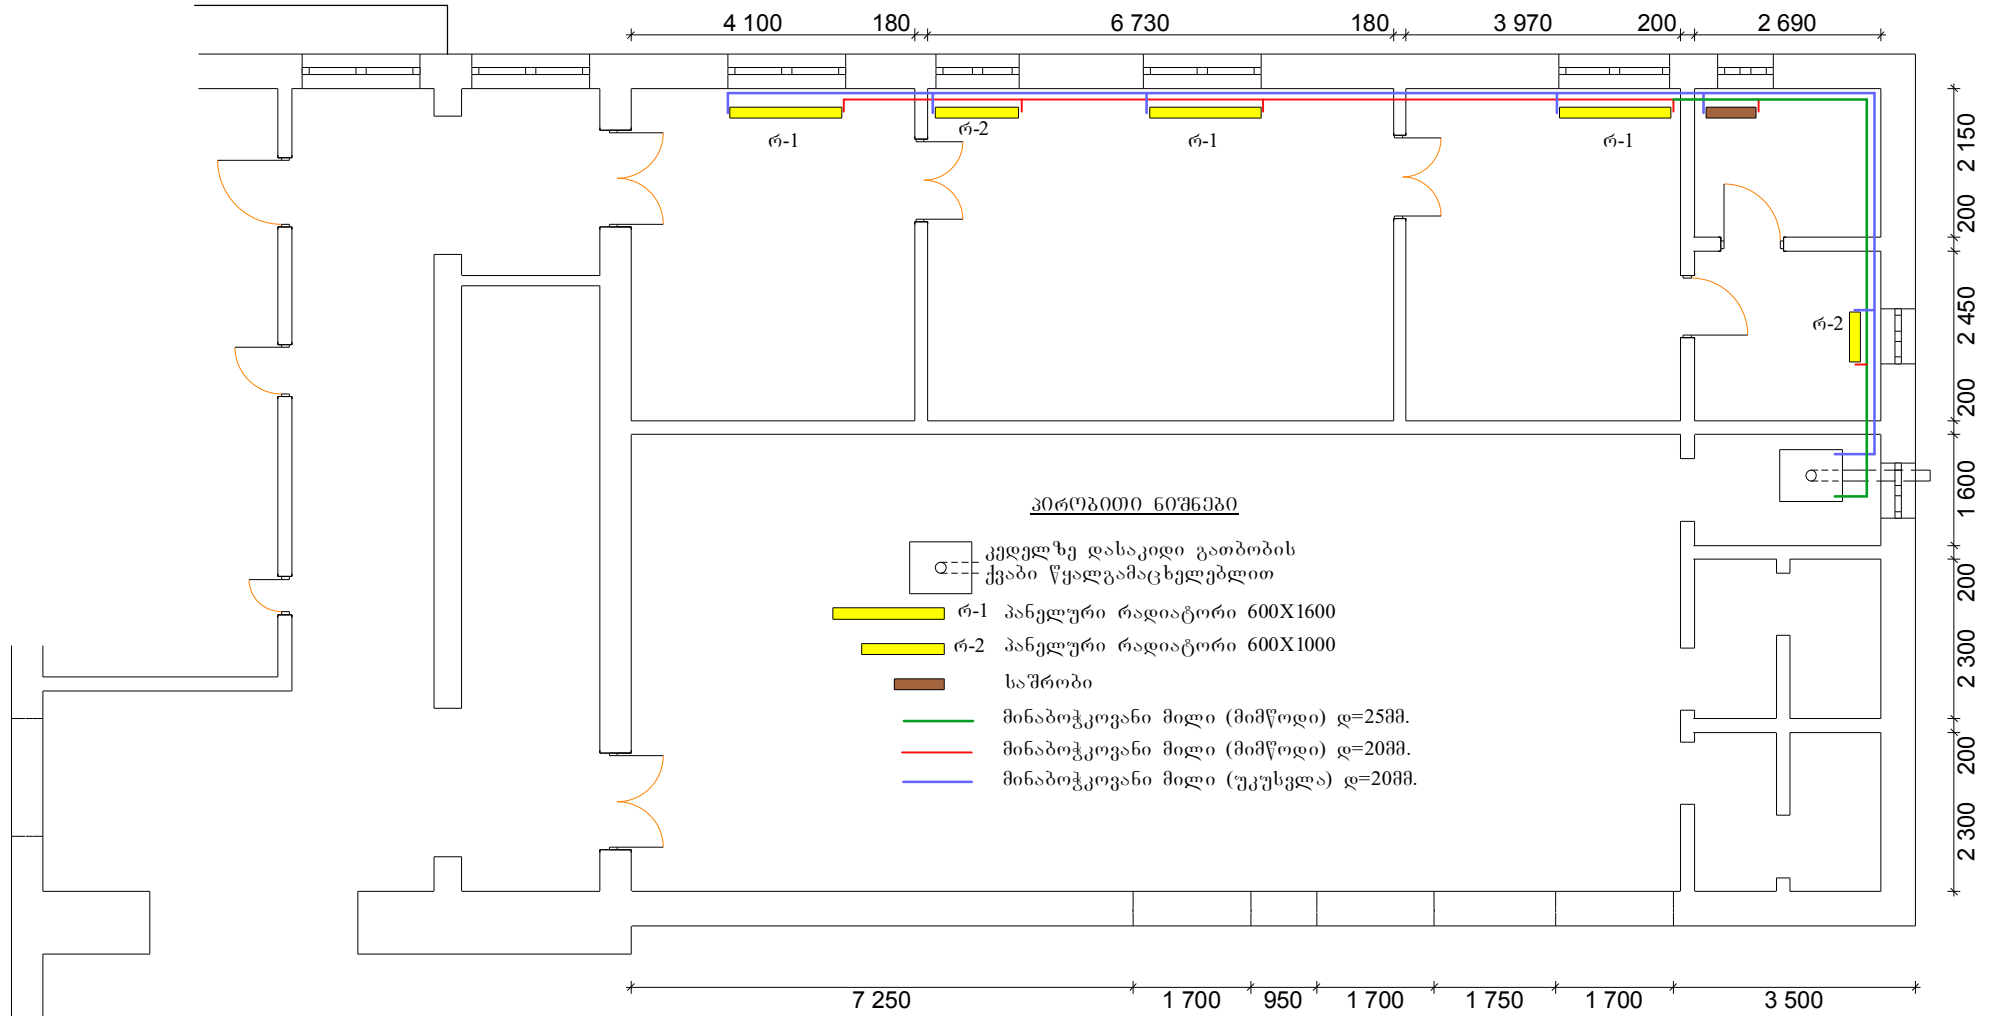 4 100 180 6 730 180 3 970 200 2 690
რ-1
რ-2
რ-1
რ-1
რ-2
2 150
200
2 450
200
1 600
200
2 300
200
2 300
პირობითი ნიშნები
კედელზე დასაკიდი გათბობის
ქვაბი წყალგამაცხელებლით
რ-1 პანელური რადიატორი 600X1600
რ-2 პანელური რადიატორი 600X1000
საშრობი
მინაბოჭკოვანი მილი (მიმწოდი) დ=25მმ.
მინაბოჭკოვანი მილი (მიმწოდი) დ=20მმ.
მინაბოჭკოვანი მილი (უკუსვლა) დ=20მმ.
7 250 1 700 950 1 700 1 750 1 700 3 500